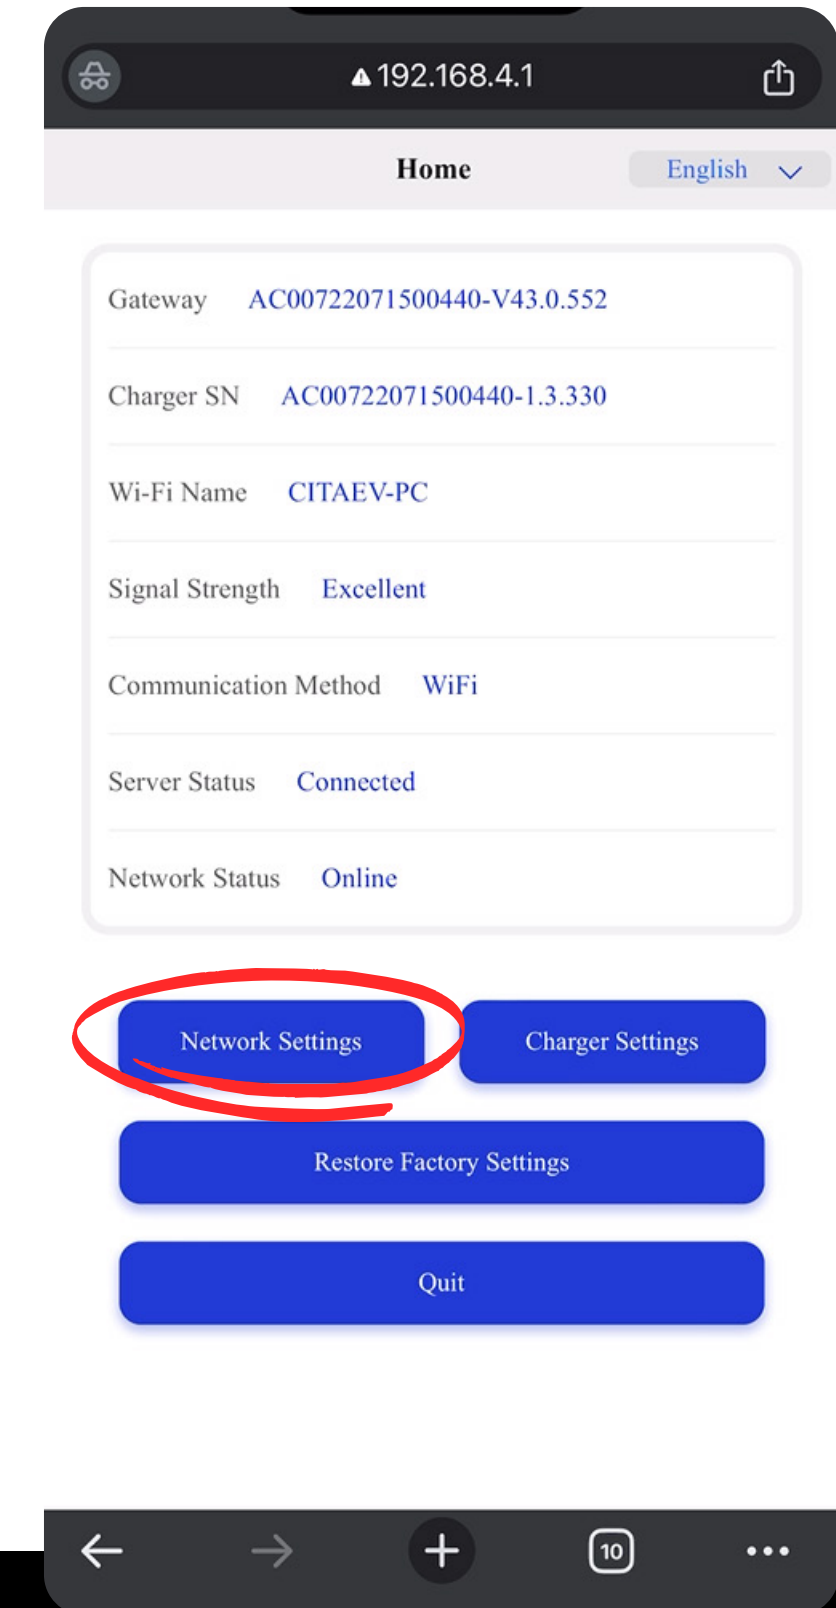 192.168.4.1
Home
English
Gateway AC00722071500440-V43.0.552
Charger SN AC00722071500440-1.3.330
Wi-Fi Name CITAEV-PC
Signal Strength Excellent
Communication Method WiFi
Server Status Connected
Network Status Online
Network Settings Charger Settings
Restore Factory Settings
Quit
10